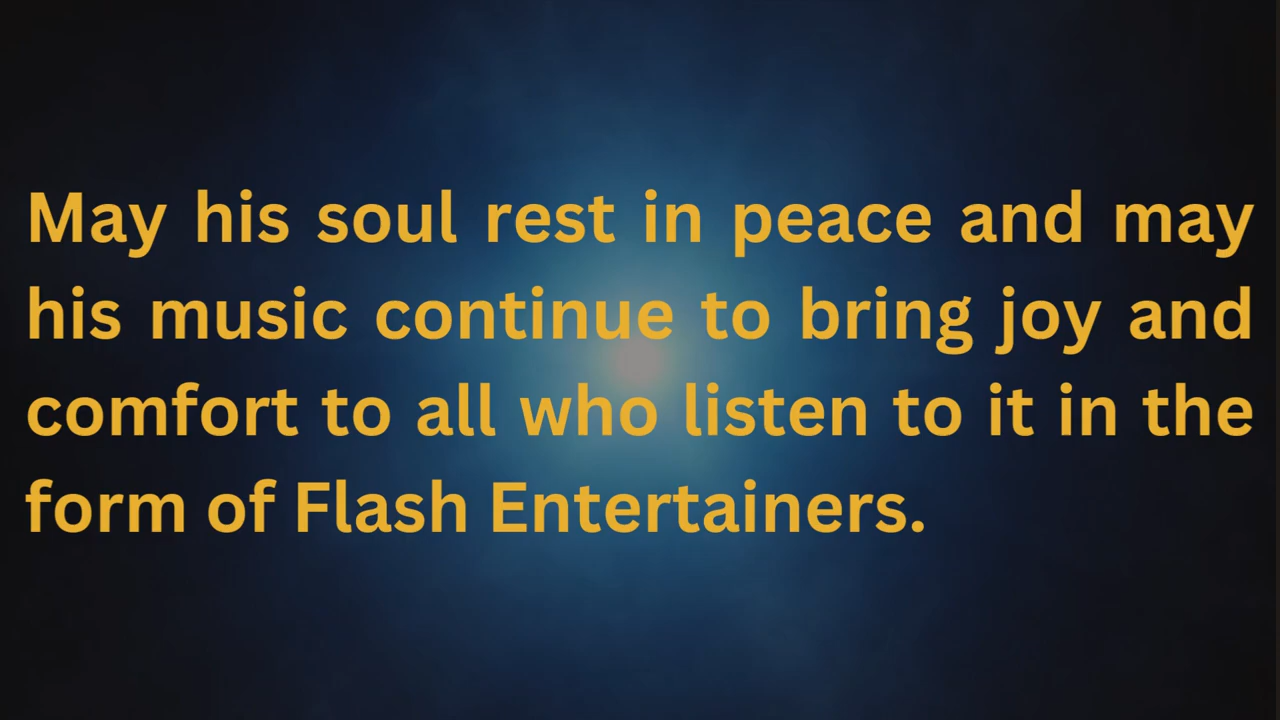 May his soul rest in peace and may
his music continue to bring joy and
comfort to all who listen to it in the
form of Flash Entertainers.